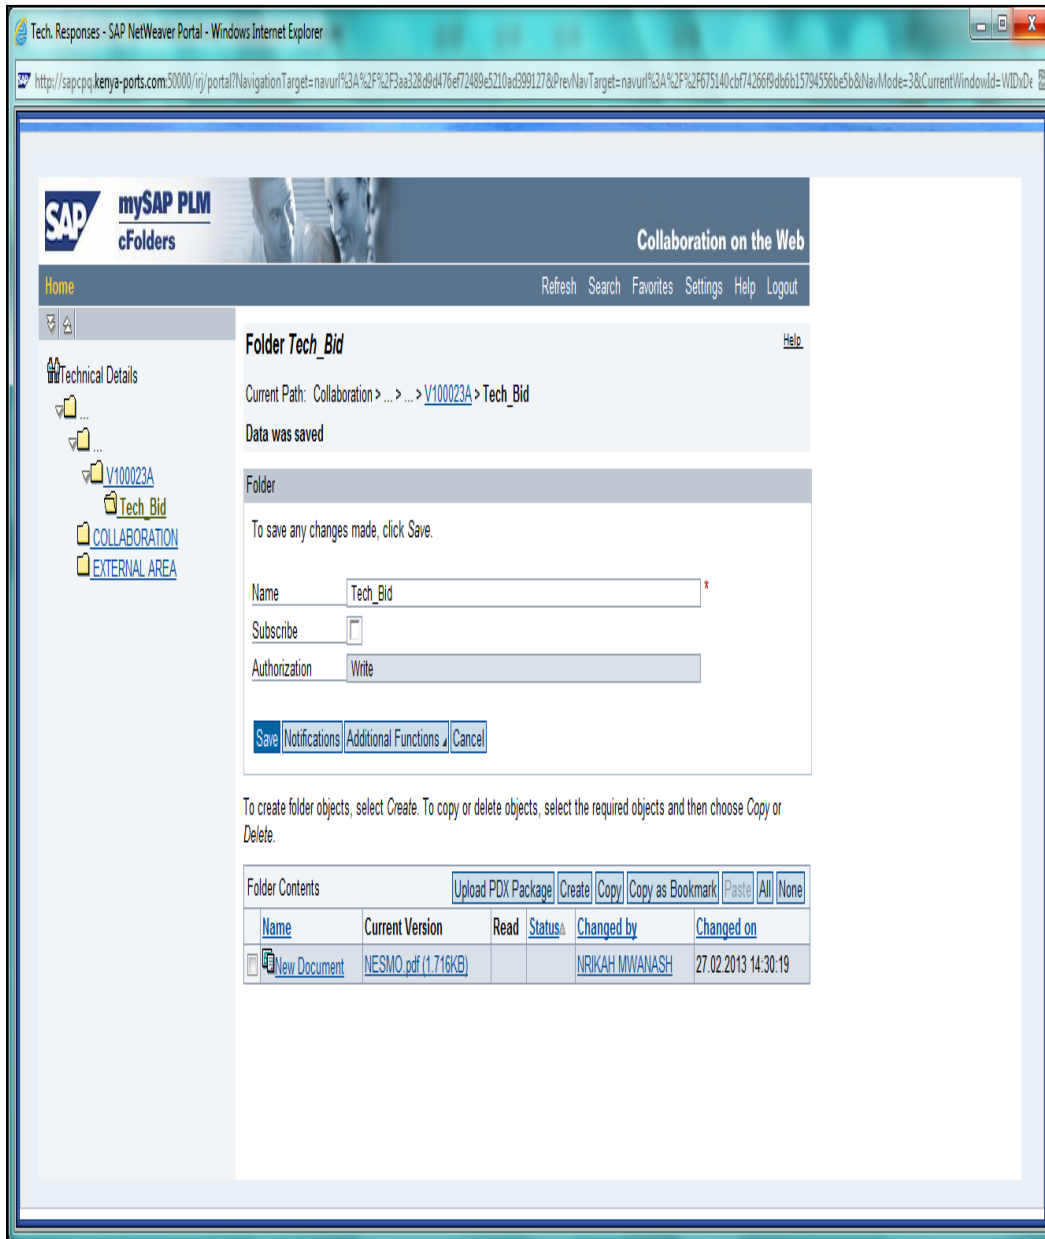 Tech. Responses - SAP NetWeaver Portal - Windows Internet Explorer
http://sapcpq.kenya-ports.com:50000/irj/portal?NavigationTarget=navurl%3A%2F%2F3aa328d9d476ef72489e5210ad399127&PrevNavTarget=navurl%3A%2F%2F675140cbf74266f9db6b15794556be5b&NavMode=3&CurrentWindowId=WIDxDe
SAP mySAP PLM
cFolders
Collaboration on the Web
Home Refresh Search Favorites Settings Help Logout
Technical Details
...
...
V100023A
Tech_Bid
COLLABORATION
EXTERNAL AREA
Folder Tech_Bid Help
Current Path: Collaboration > ... > ... > V100023A > Tech_Bid
Data was saved
Folder
To save any changes made, click Save.
Name Tech_Bid *
Subscribe
Authorization Write
Save Notifications Additional Functions Cancel
To create folder objects, select Create. To copy or delete objects, select the required objects and then choose Copy or
Delete.
Folder Contents Upload PDX Package Create Copy Copy as Bookmark Paste All None
Name Current Version Read Status Changed by Changed on
New Document NESMO.pdf (1.716KB) NRIKAH MWANASH 27.02.2013 14:30:19